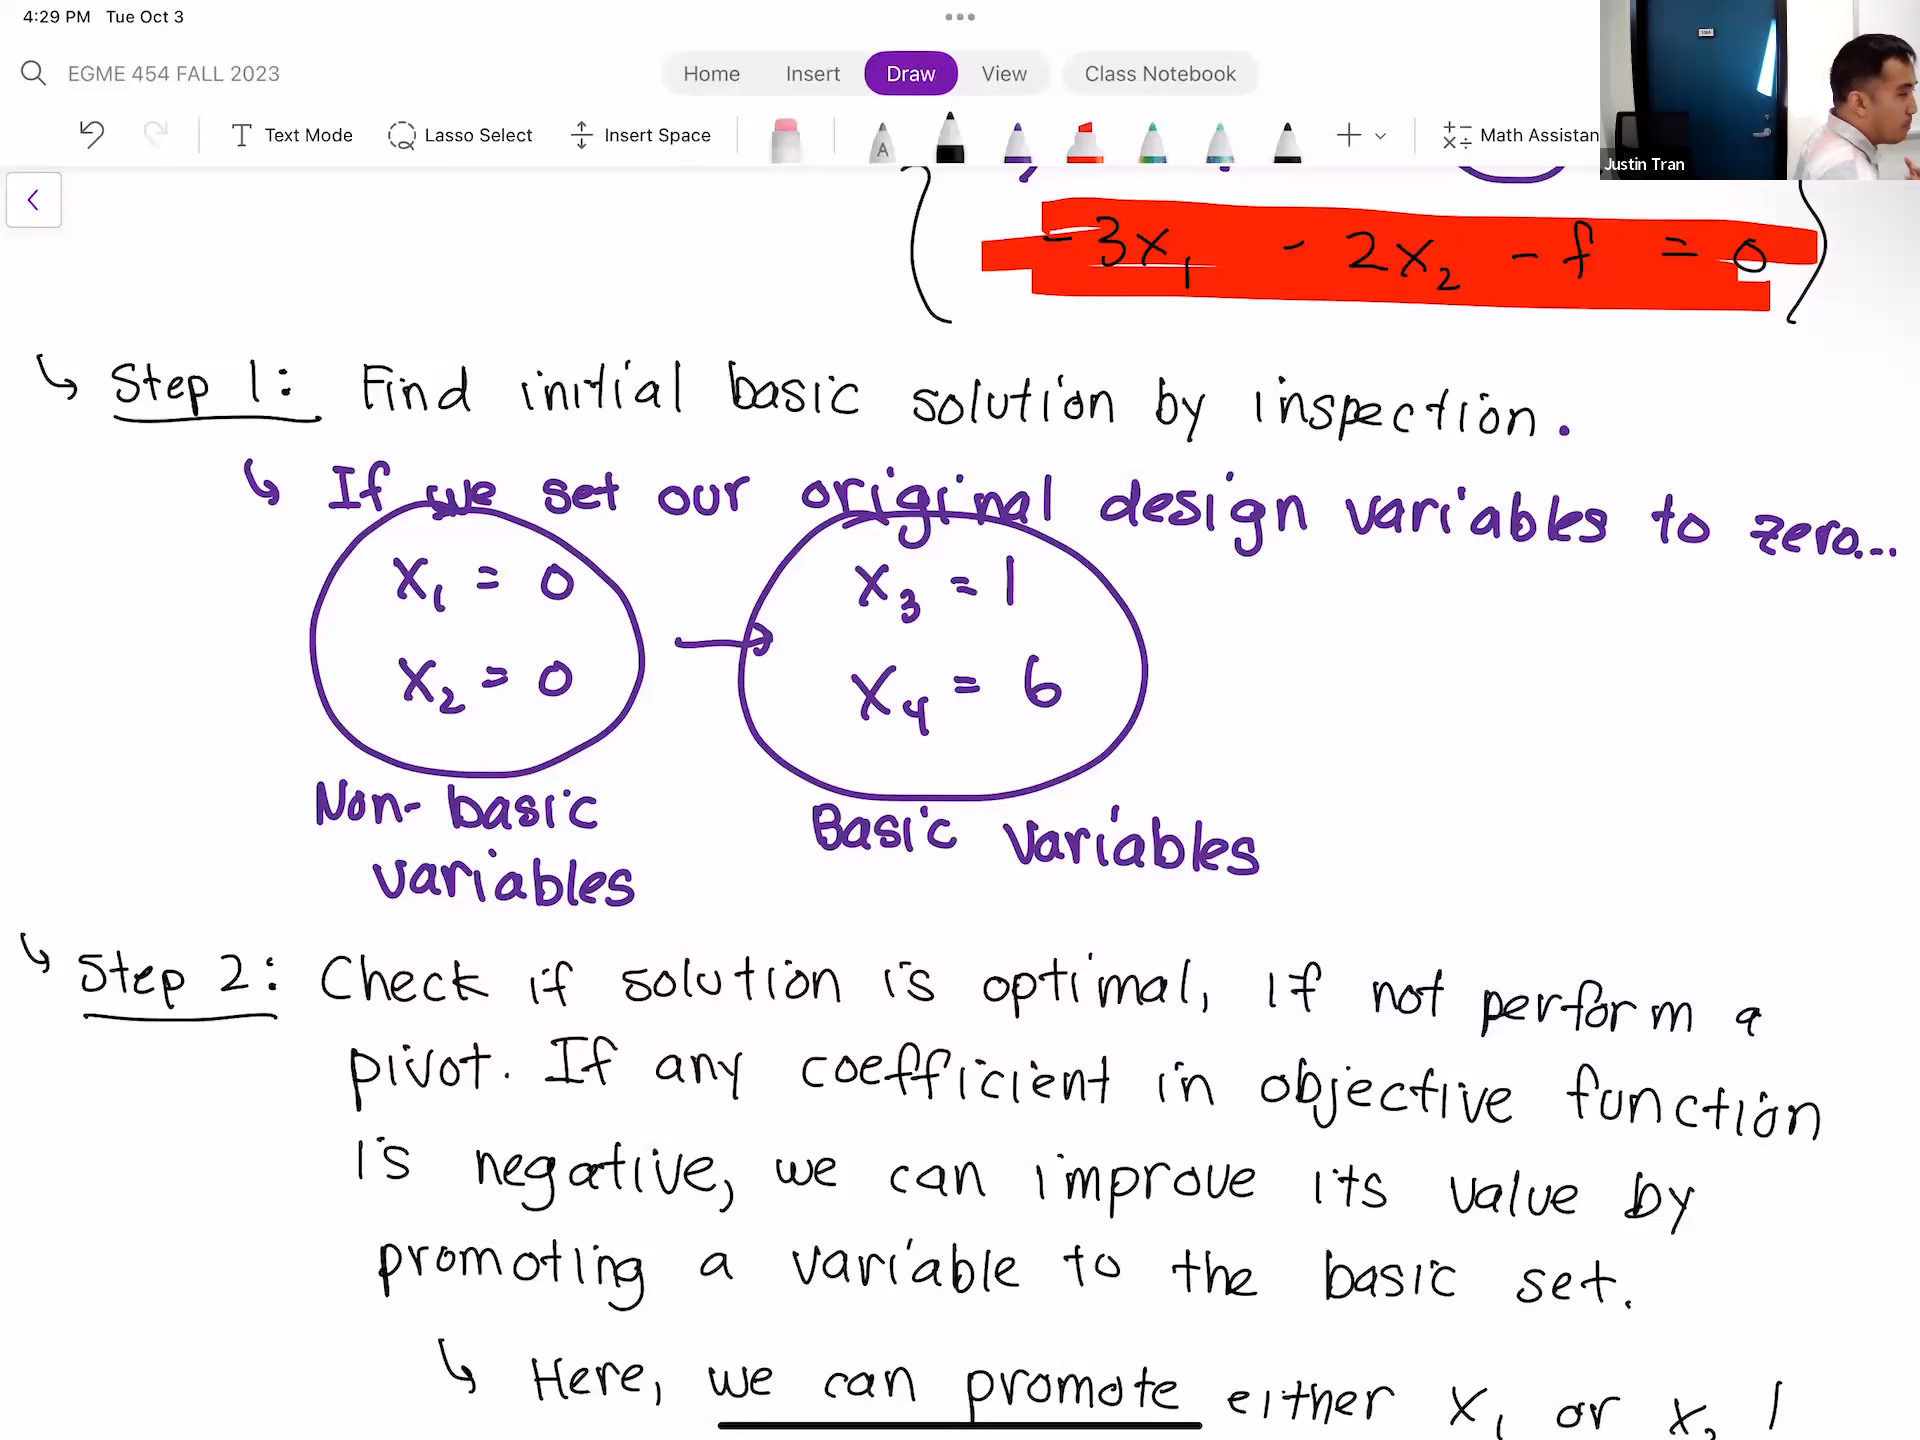 4:29 PM Tue Oct 3
EGME 454 FALL 2023
Home Insert Draw View Class Notebook
Text Mode Lasso Select Insert Space A Math Assistan
Justin Tran
- 3x₁ - 2x₂ - f = 0
Step 1: Find initial basic solution by inspection.
If we set our original design variables to zero...
x₁ = 0 x₃ = 1
x₂ = 0 x₄ = 6
Non-basic Basic variables
variables
Step 2: Check if solution is optimal, if not perform a
pivot. If any coefficient in objective function
is negative, we can improve its value by
promoting a variable to the basic set.
Here, we can promote either x₁ or x₂